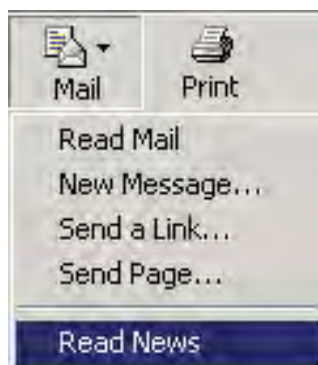 Mail Print
Read Mail
New Message...
Send a Link...
Send Page...
Read News